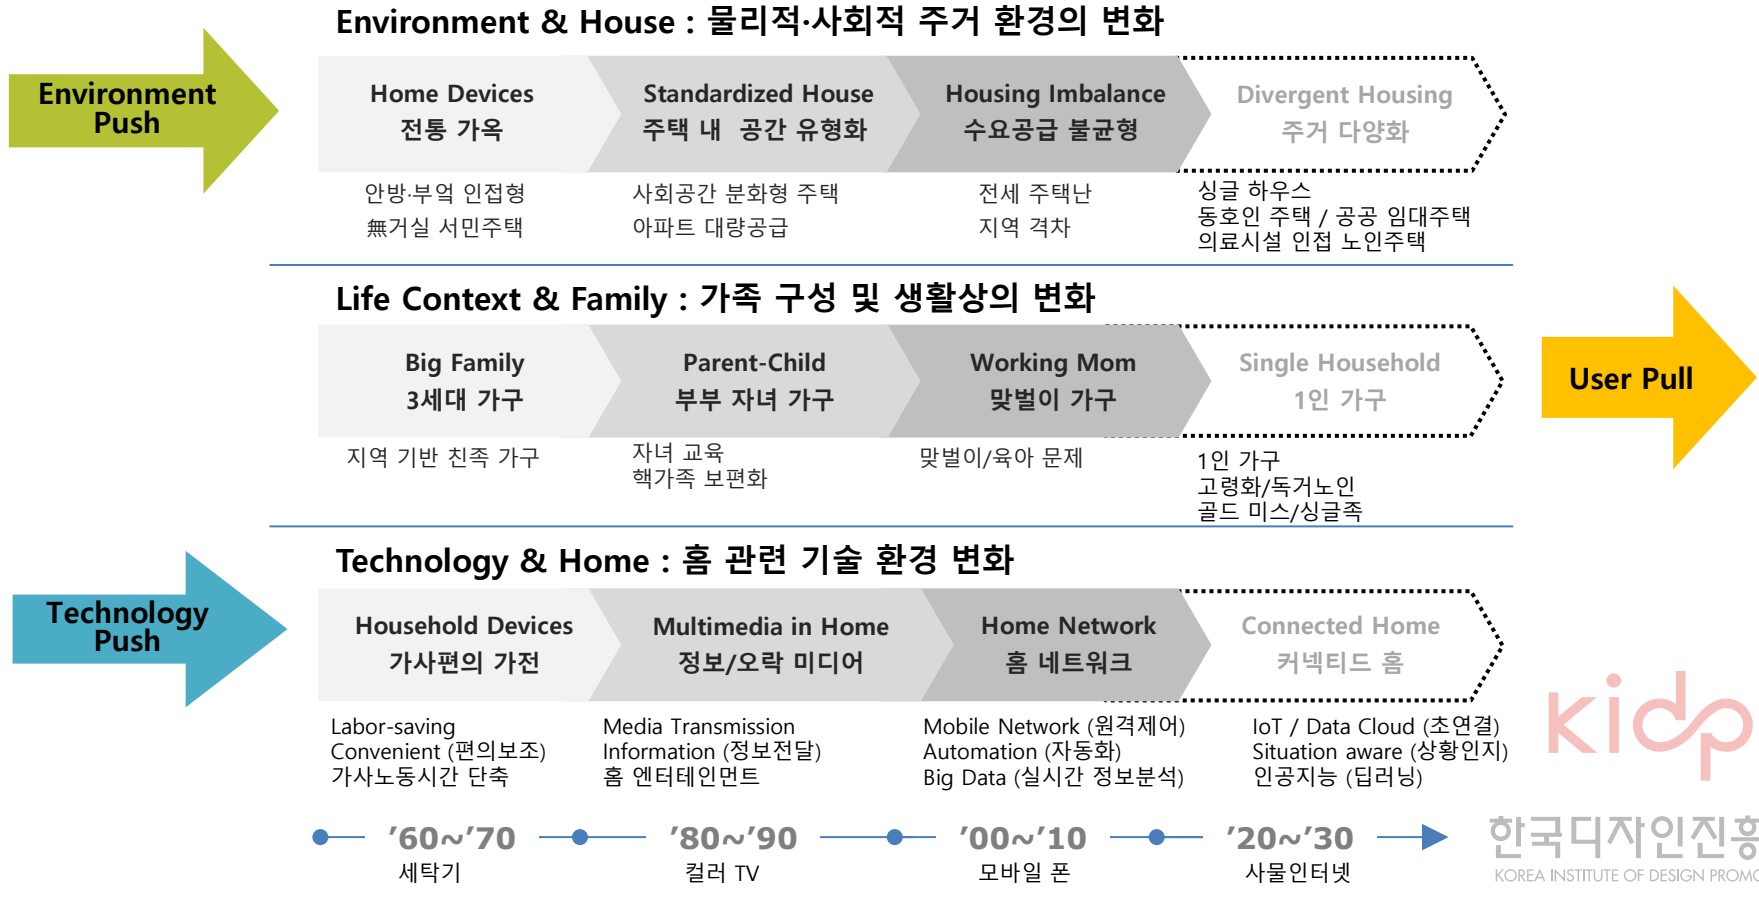 Environment & House : 물리적·사회적 주거 환경의 변화
Environment
Push
Home Devices
전통 가옥
Standardized House
주택 내 공간 유형화
Housing Imbalance
수요공급 불균형
Divergent Housing
주거 다양화
안방·부엌 인접형
無거실 서민주택
사회공간 분화형 주택
아파트 대량공급
전세 주택난
지역 격차
싱글 하우스
동호인 주택 / 공공 임대주택
의료시설 인접 노인주택
Life Context & Family : 가족 구성 및 생활상의 변화
Big Family
3세대 가구
Parent-Child
부부 자녀 가구
Working Mom
맞벌이 가구
Single Household
1인 가구
User Pull
지역 기반 친족 가구
자녀 교육
핵가족 보편화
맞벌이/육아 문제
1인 가구
고령화/독거노인
골드 미스/싱글족
Technology & Home : 홈 관련 기술 환경 변화
Technology
Push
Household Devices
가사편의 가전
Multimedia in Home
정보/오락 미디어
Home Network
홈 네트워크
Connected Home
커넥티드 홈
Labor-saving
Convenient (편의보조)
가사노동시간 단축
Media Transmission
Information (정보전달)
홈 엔터테인먼트
Mobile Network (원격제어)
Automation (자동화)
Big Data (실시간 정보분석)
IoT / Data Cloud (초연결)
Situation aware (상황인지)
인공지능 (딥러닝)
’60~’70
세탁기
’80~’90
컬러 TV
’00~’10
모바일 폰
’20~’30
사물인터넷
kidp
한국디자인진흥
KOREA INSTITUTE OF DESIGN PROMO